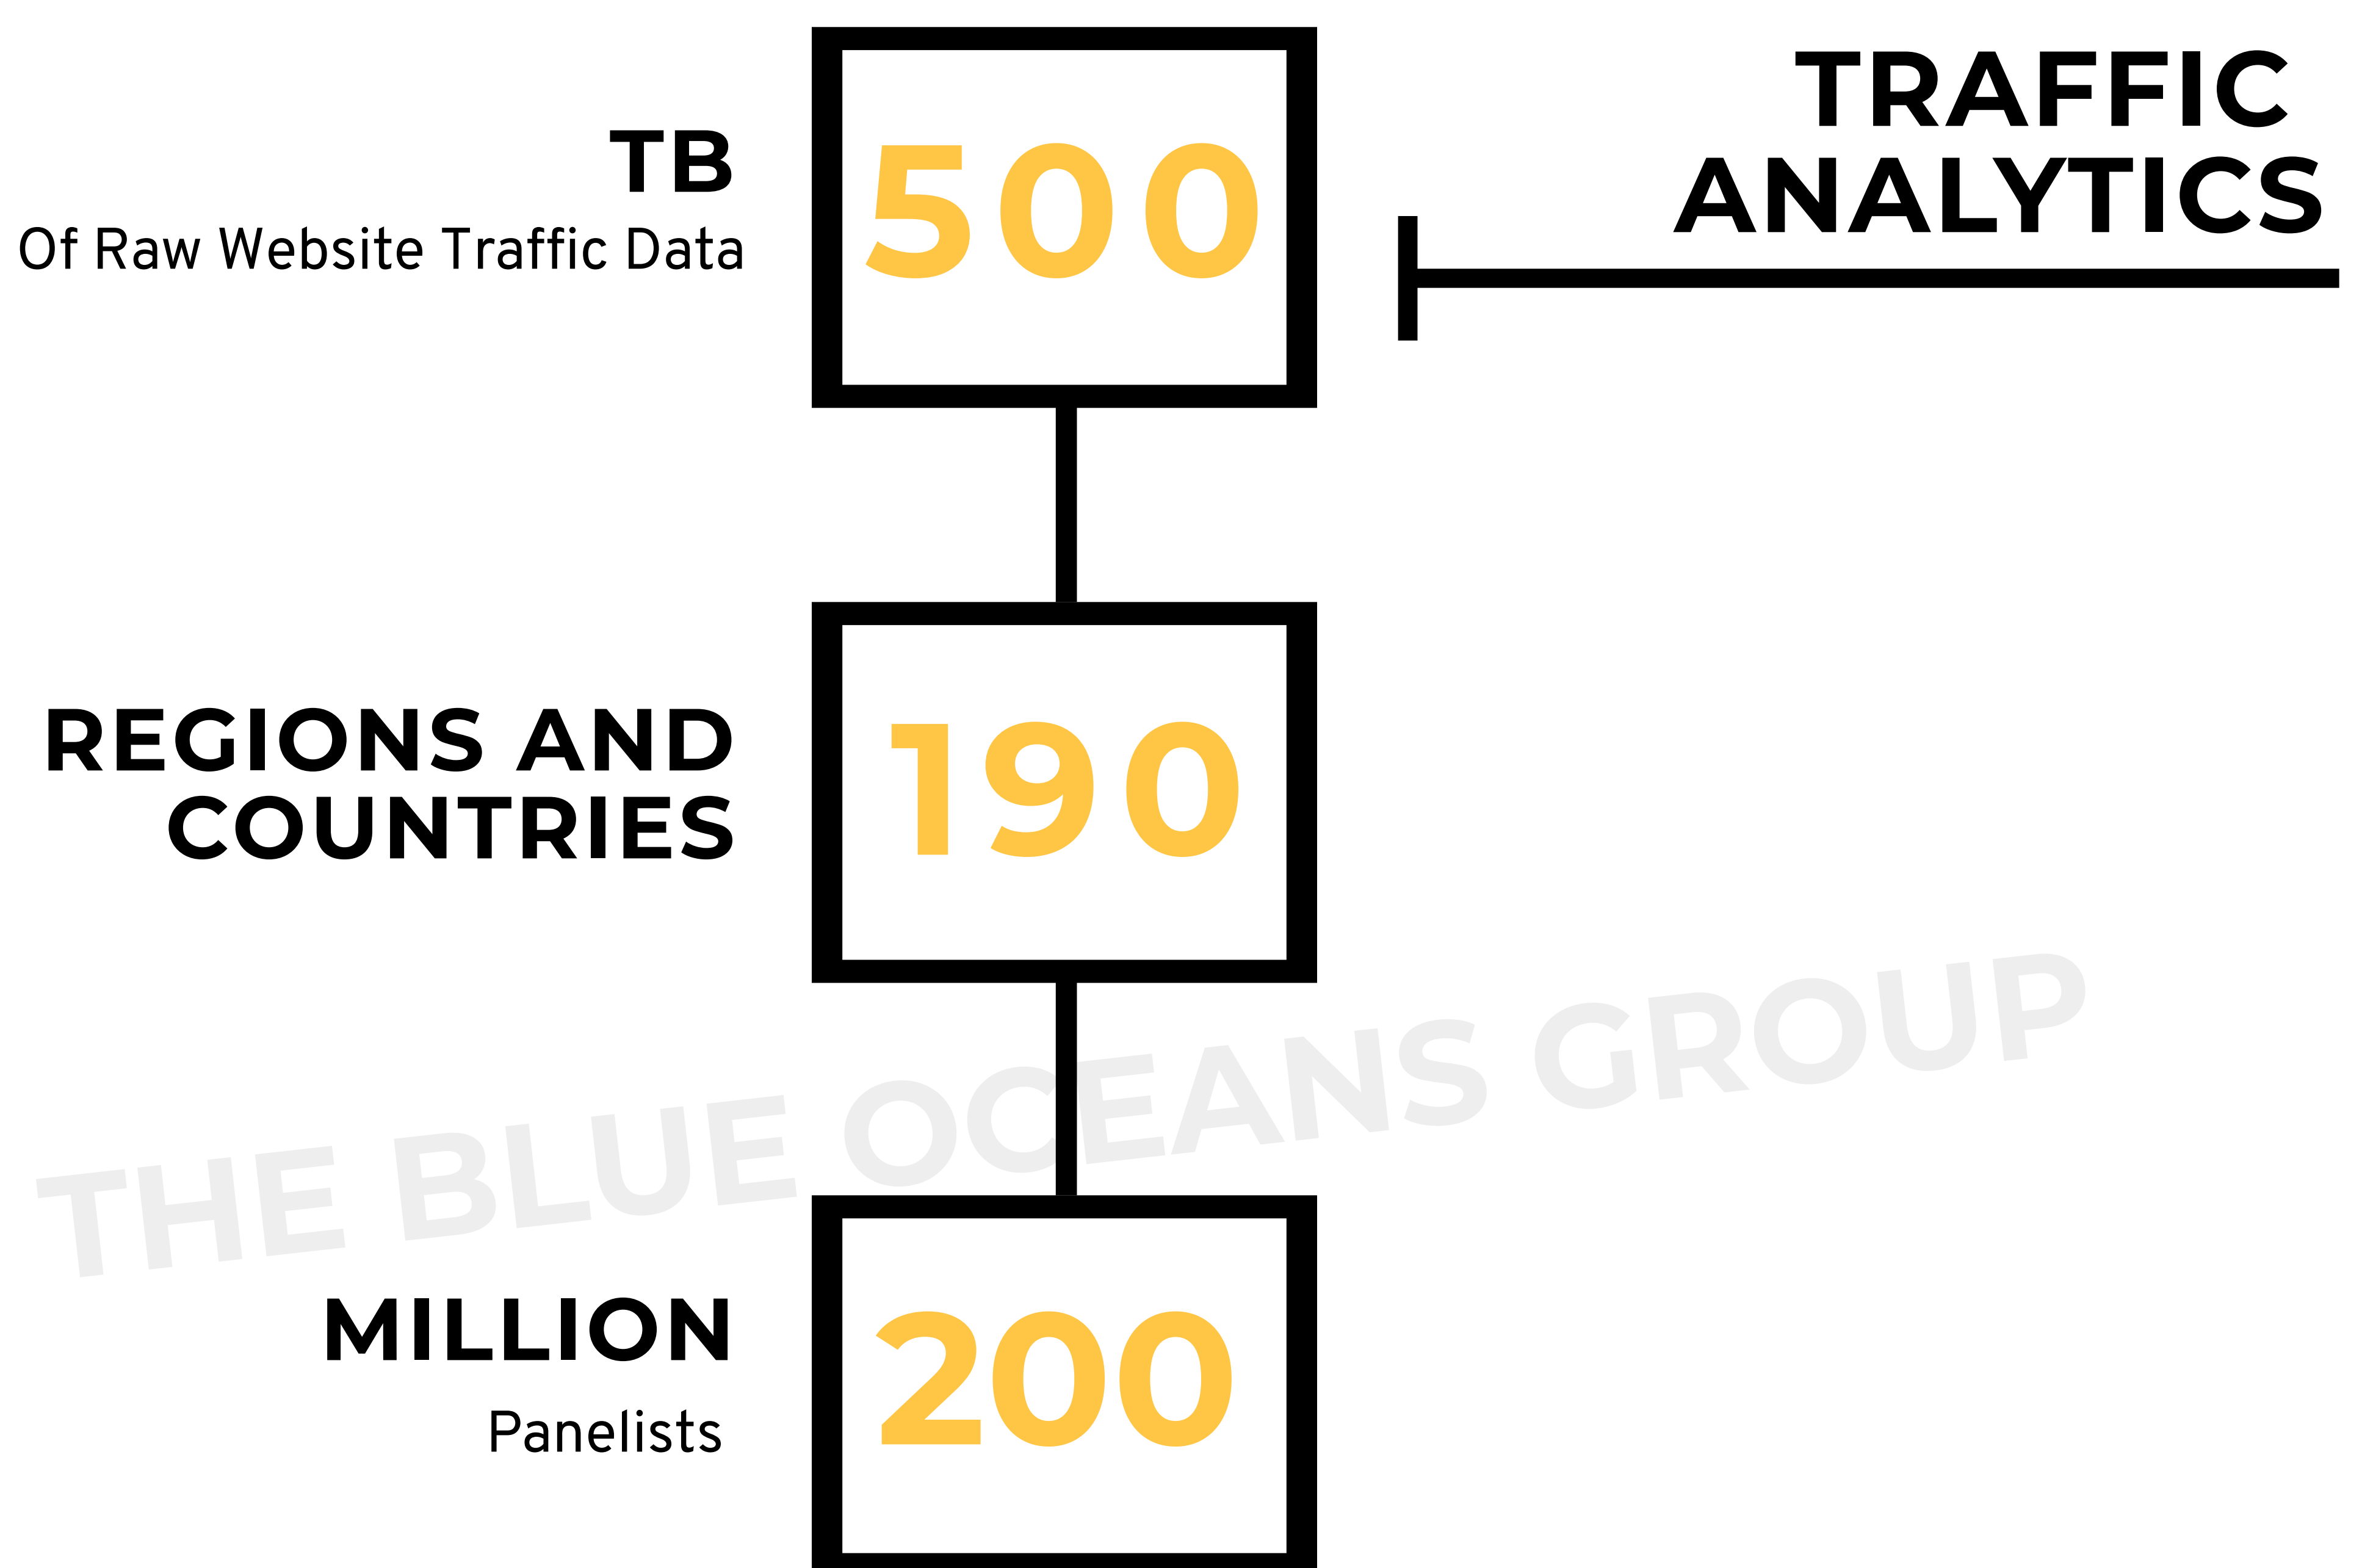 TRAFFIC
ANALYTICS
TB
Of Raw Website Traffic Data
500
REGIONS AND
COUNTRIES
190
THE BLUE OCEANS GROUP
MILLION
Panelists
200